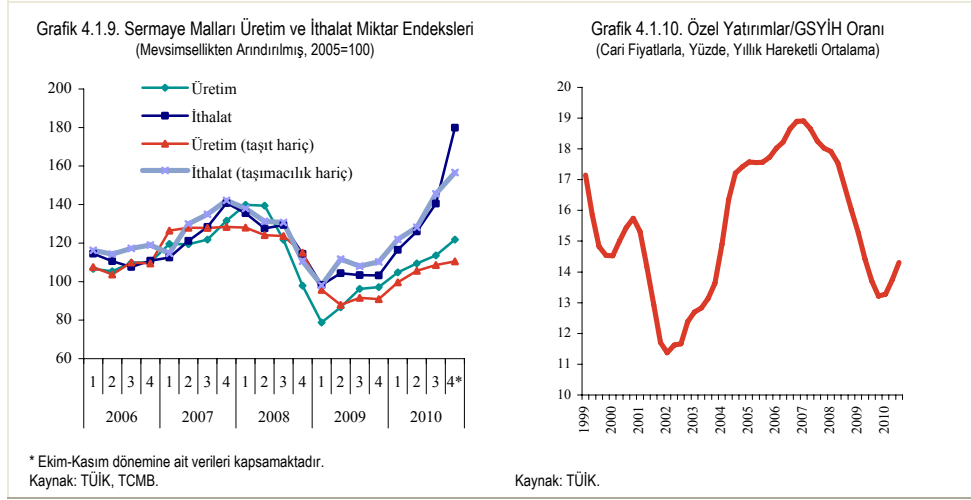 Grafik 4.1.9. Sermaye Malları Üretim ve İthalat Miktar Endeksleri
(Mevsimsellikten Arındırılmış, 2005=100)
200
180
160
140
120
100
80
60
Üretim
İthalat
Üretim (taşıt hariç)
İthalat (taşımacılık hariç)
1 2 3 4 1 2 3 4 1 2 3 4 1 2 3 4 1 2 3 4*
2006 2007 2008 2009 2010
* Ekim-Kasım dönemine ait verileri kapsamaktadır.
Kaynak: TÜİK, TCMB.
Grafik 4.1.10. Özel Yatırımlar/GSYİH Oranı
(Cari Fiyatlarla, Yüzde, Yıllık Hareketli Ortalama)
20
19
18
17
16
15
14
13
12
11
10
1999 2000 2001 2002 2003 2004 2005 2006 2007 2008 2009 2010
Kaynak: TÜİK.